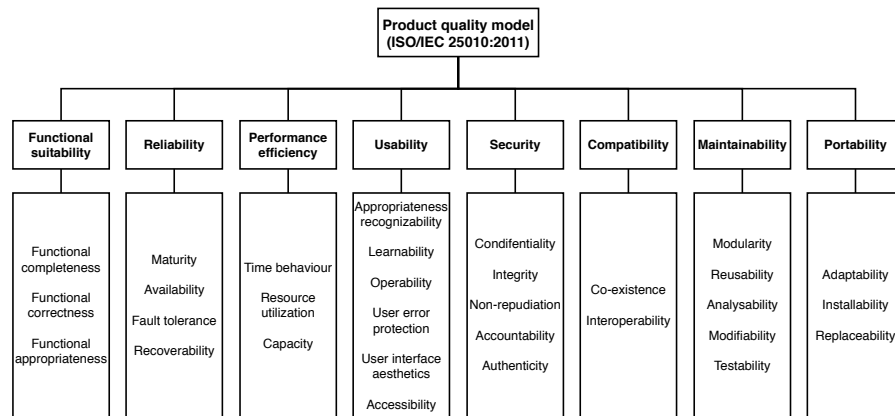 Product quality model
(ISO/IEC 25010:2011)
Functional
suitability
Reliability
Performance
efficiency
Usability
Security
Compatibility
Maintainability
Portability
Functional
completeness
Functional
correctness
Functional
appropriateness
Maturity
Availability
Fault tolerance
Recoverability
Time behaviour
Resource
utilization
Capacity
Appropriateness
recognizability
Learnability
Operability
User error
protection
User interface
aesthetics
Accessibility
Condifentiality
Integrity
Non-repudiation
Accountability
Authenticity
Co-existence
Interoperability
Modularity
Reusability
Analysability
Modifiability
Testability
Adaptability
Installability
Replaceability